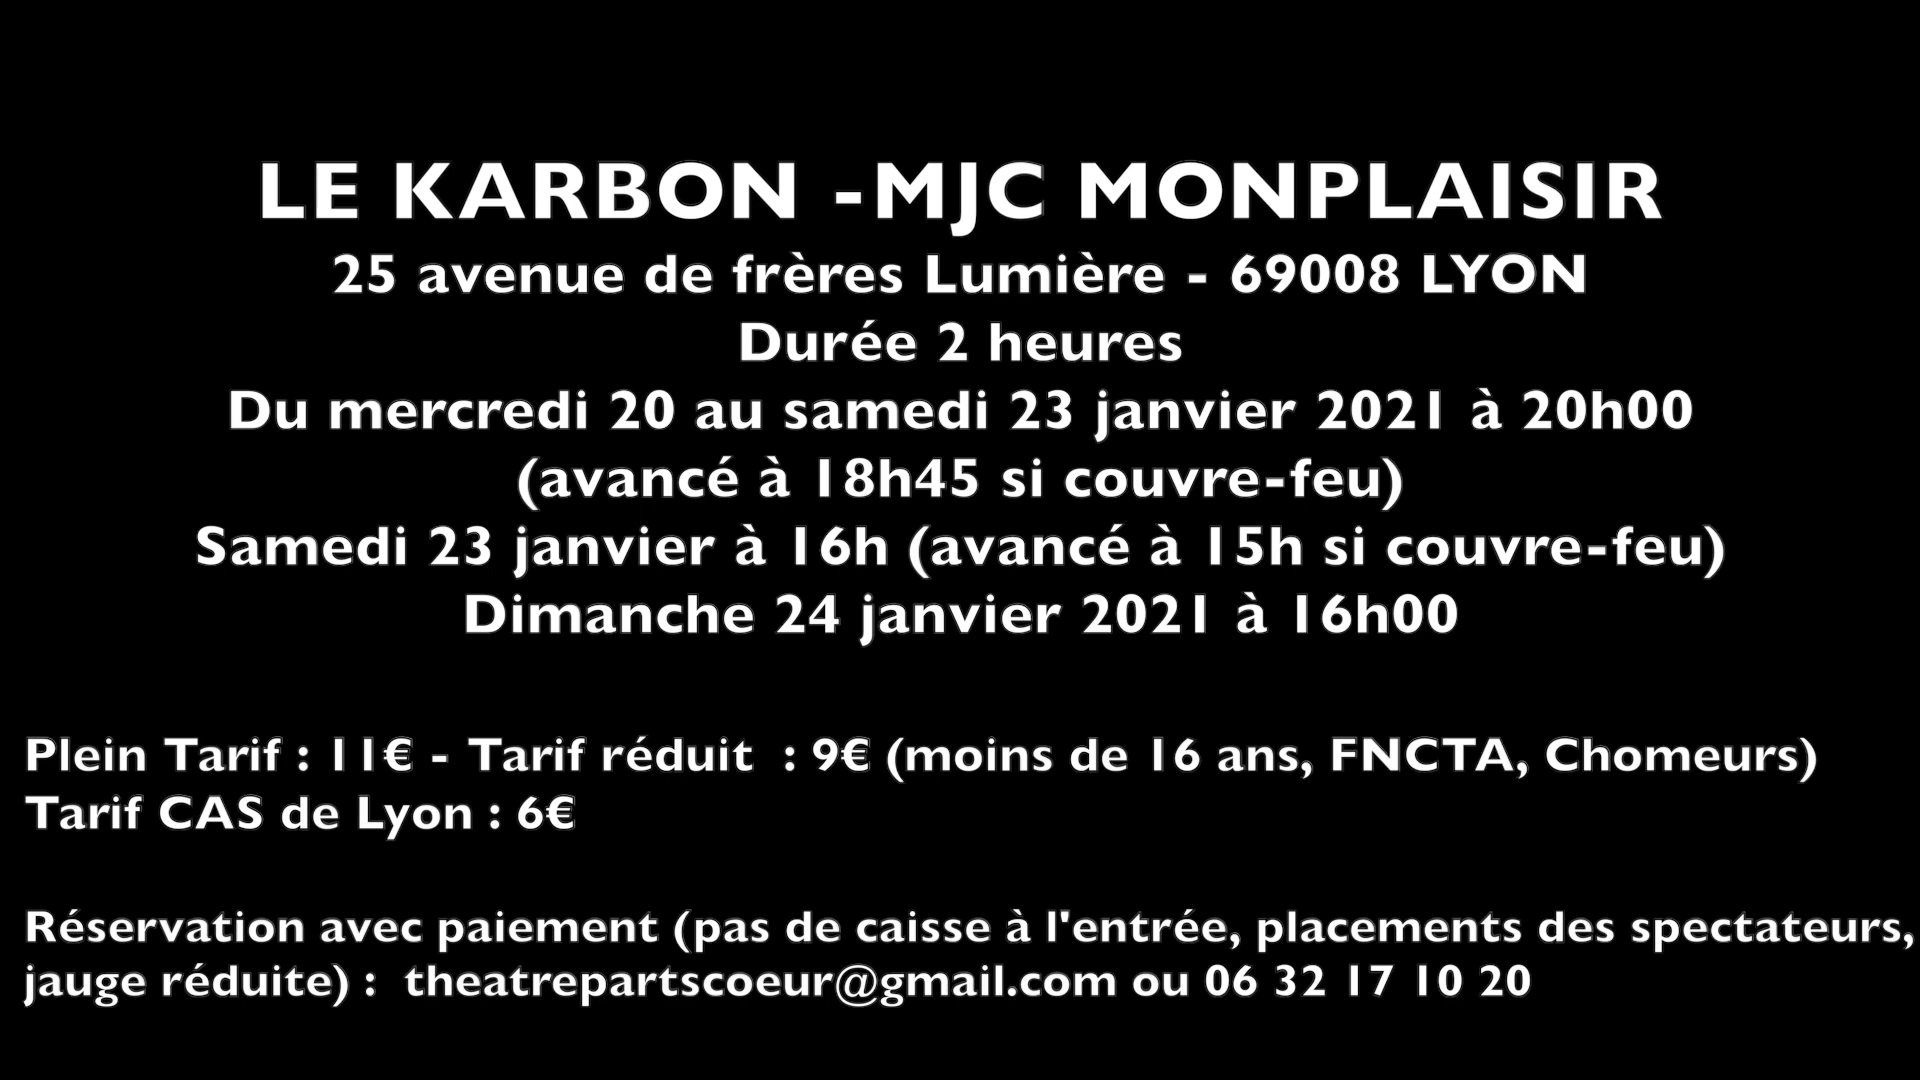 LE KARBON -MJC MONPLAISIR
25 avenue de frères Lumière - 69008 LYON
Durée 2 heures
Du mercredi 20 au samedi 23 janvier 2021 à 20h00
(avancé à 18h45 si couvre-feu)
Samedi 23 janvier à 16h (avancé à 15h si couvre-feu)
Dimanche 24 janvier 2021 à 16h00
Plein Tarif : 11€ - Tarif réduit  : 9€ (moins de 16 ans, FNCTA, Chomeurs)
Tarif CAS de Lyon : 6€
Réservation avec paiement (pas de caisse à l'entrée, placements des spectateurs,
jauge réduite) :  theatrepartscoeur@gmail.com ou 06 32 17 10 20